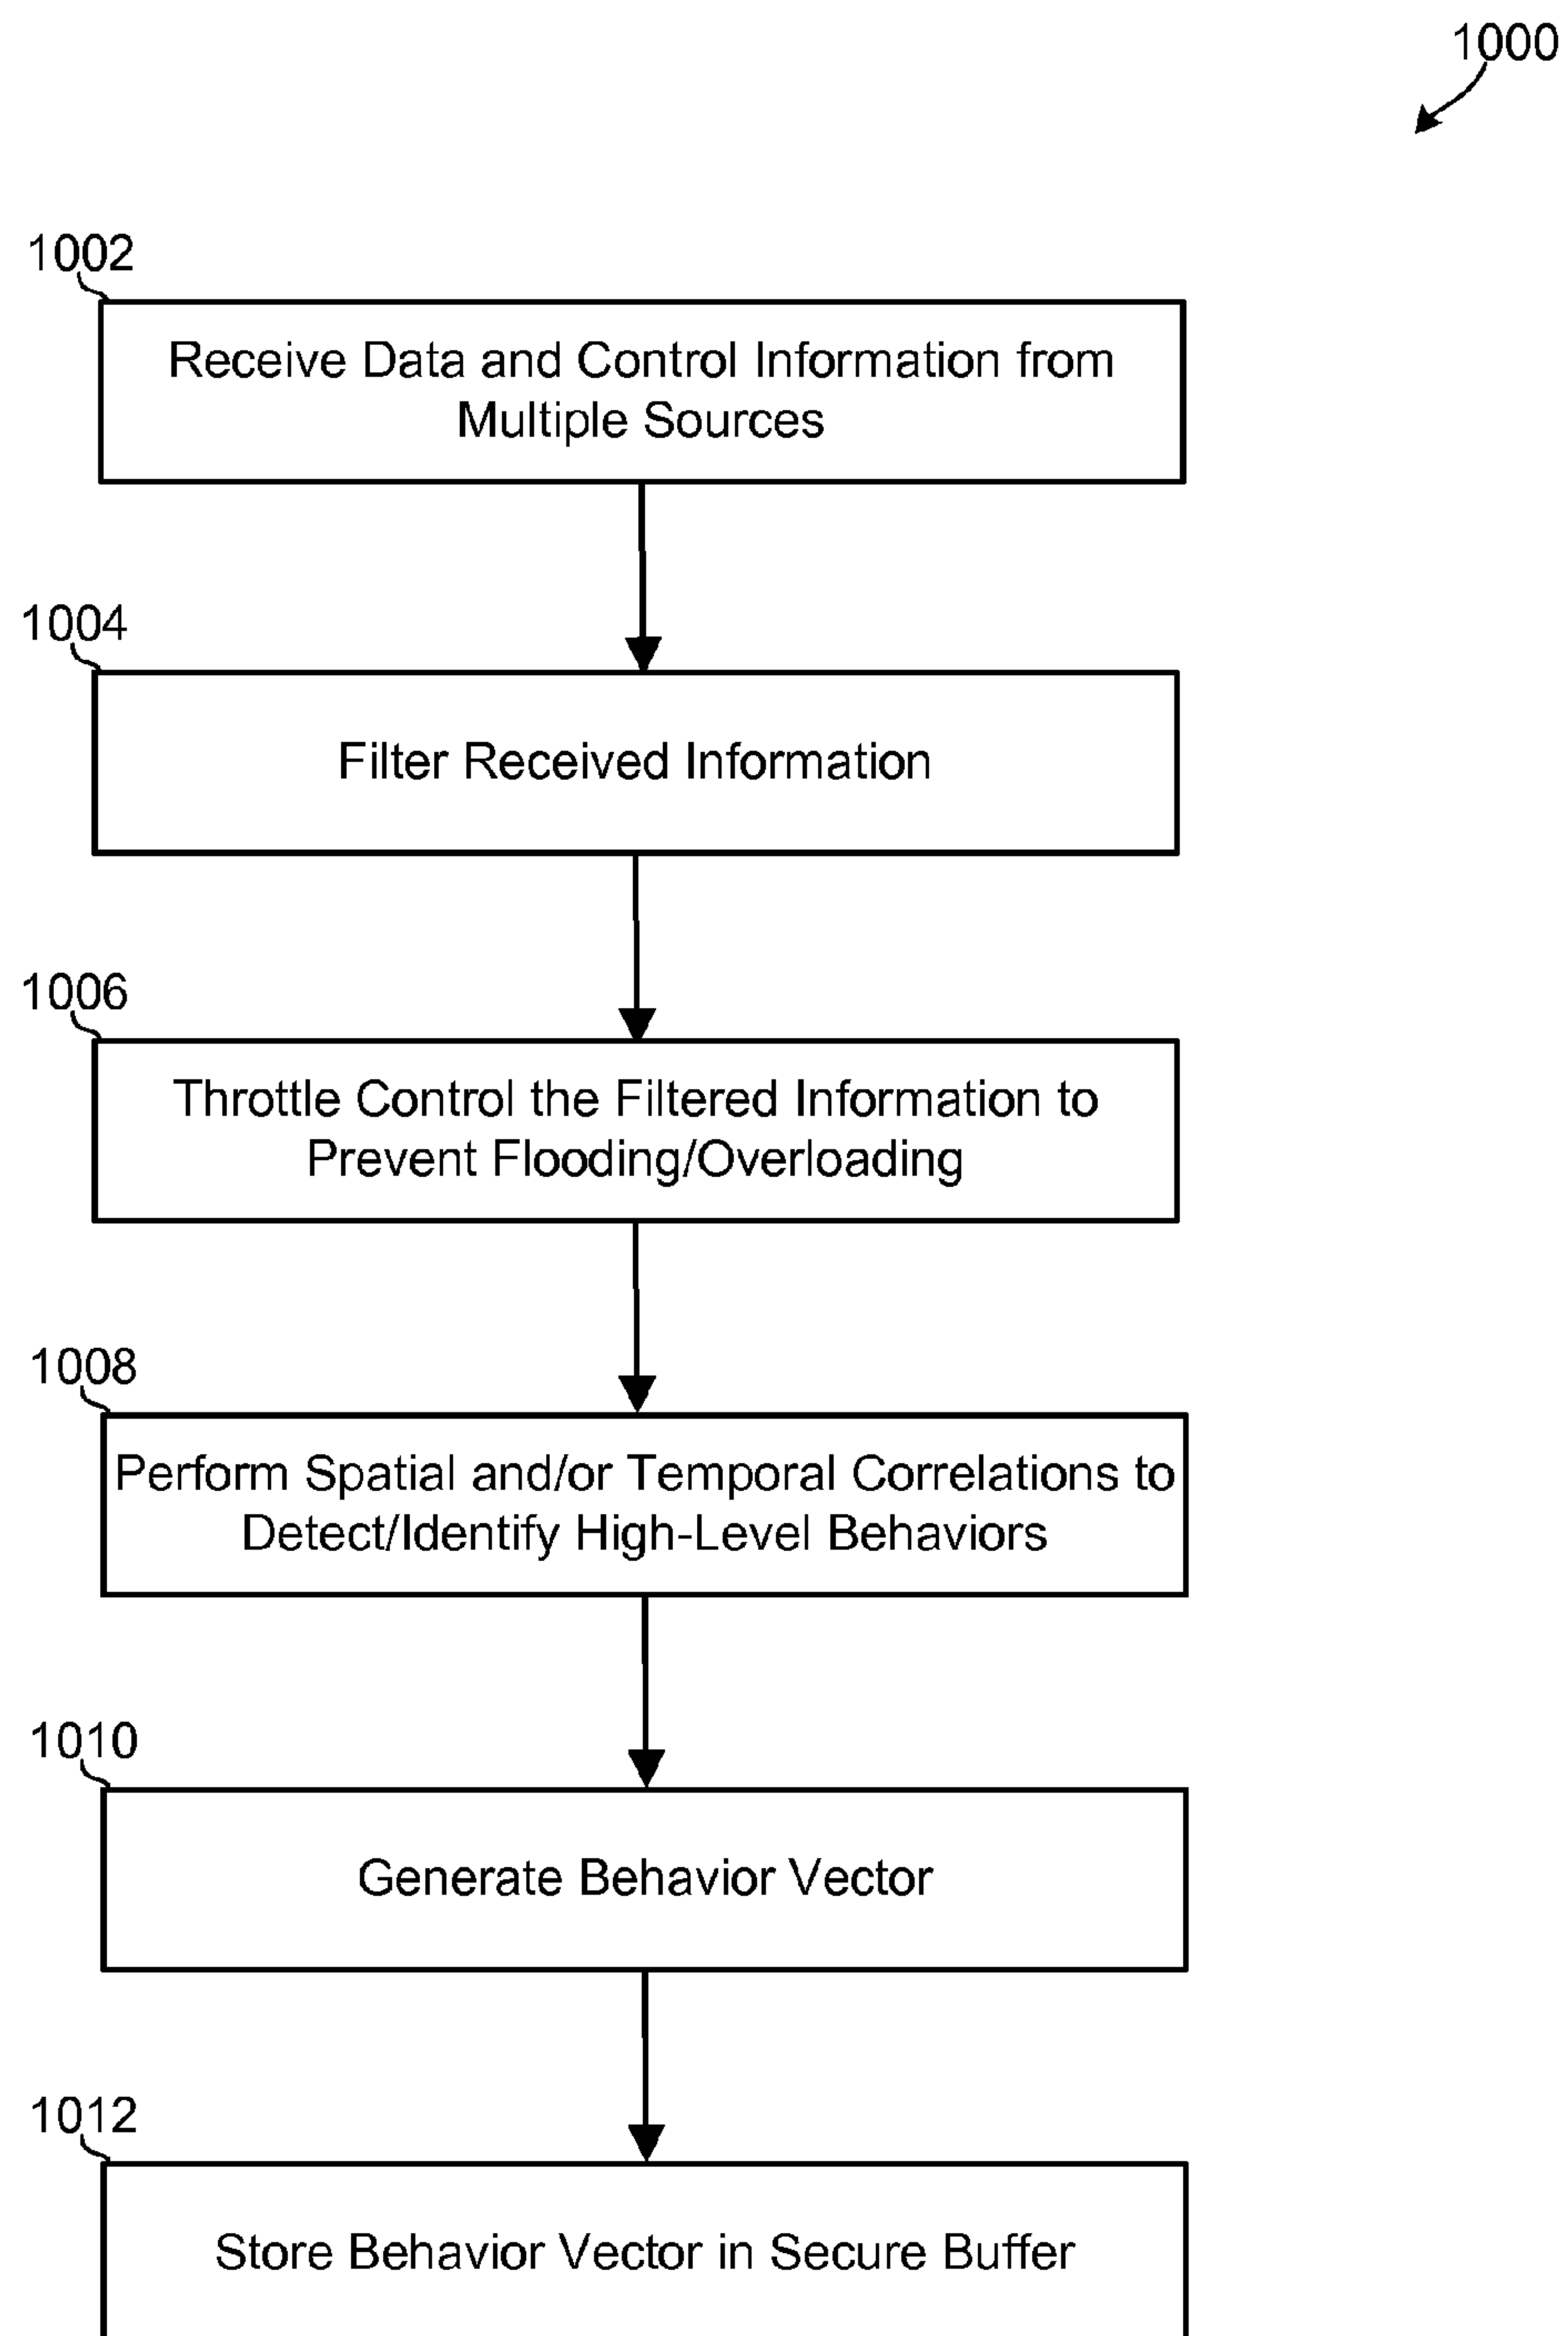 1000
1002
Receive Data and Control Information from
Multiple Sources
1004
Filter Received Information
1006
Throttle Control the Filtered Information to
Prevent Flooding/Overloading
1008
Perform Spatial and/or Temporal Correlations to
Detect/Identify High-Level Behaviors
1010
Generate Behavior Vector
1012
Store Behavior Vector in Secure Buffer